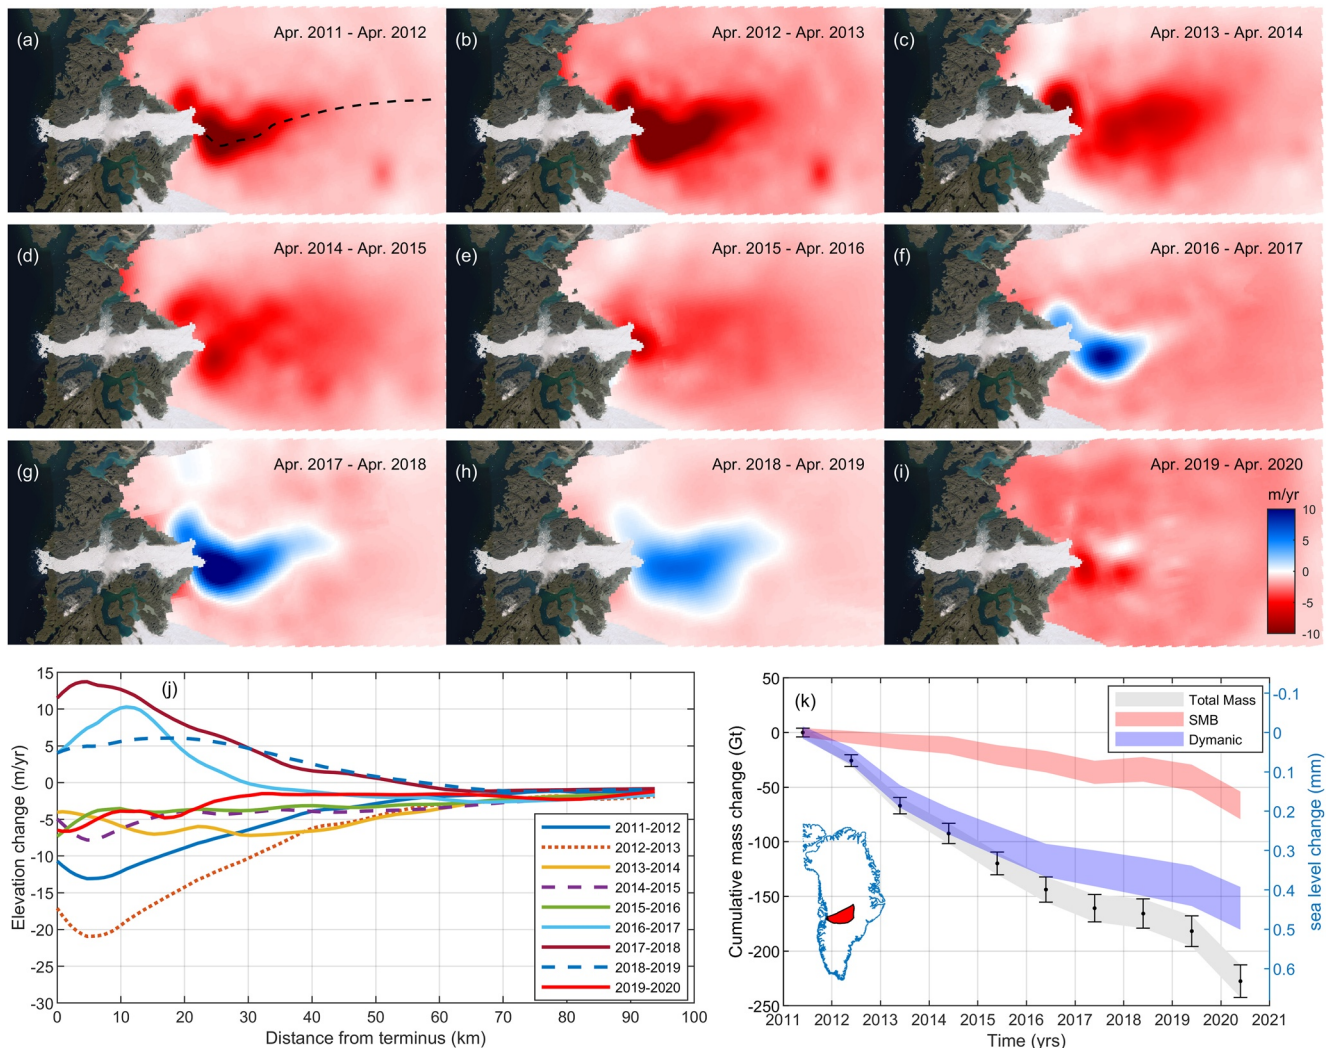 (a)
Apr. 2011 - Apr. 2012
(b)
Apr. 2012 - Apr. 2013
(c)
Apr. 2013 - Apr. 2014
(d)
Apr. 2014 - Apr. 2015
(e)
Apr. 2015 - Apr. 2016
(f)
Apr. 2016 - Apr. 2017
(g)
Apr. 2017 - Apr. 2018
(h)
Apr. 2018 - Apr. 2019
(i)
Apr. 2019 - Apr. 2020
m/yr
10
5
0
-5
-10
(j)
Elevation change (m/yr)
15
10
5
0
-5
-10
-15
-20
-25
-30
0 10 20 30 40 50 60 70 80 90 100
Distance from terminus (km)
2011-2012
2012-2013
2013-2014
2014-2015
2015-2016
2016-2017
2017-2018
2018-2019
2019-2020
(k)
Cumulative mass change (Gt)
50
0
-50
-100
-150
-200
-250
2011 2012 2013 2014 2015 2016 2017 2018 2019 2020 2021
Time (yrs)
Total Mass
SMB
Dymanic
-0.1
0
0.1
0.2
0.3
0.4
0.5
0.6
sea level change (mm)